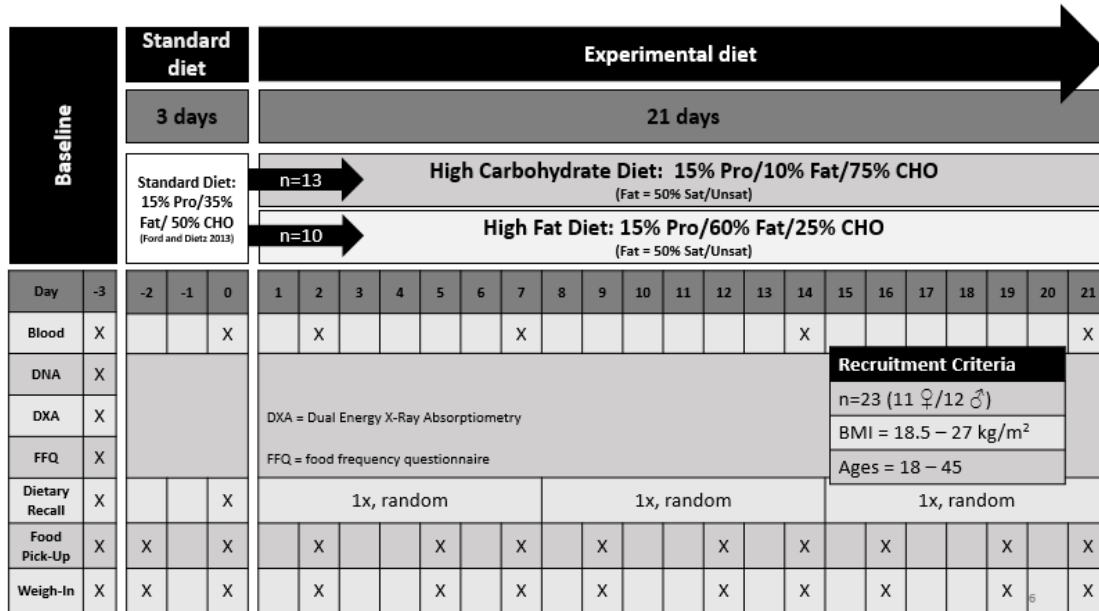 Baseline
Standard
diet
Experimental diet
3 days
21 days
Standard Diet:
15% Pro/35%
Fat/ 50% CHO
(Ford and Dietz 2013)
n=13
High Carbohydrate Diet: 15% Pro/10% Fat/75% CHO
(Fat = 50% Sat/Unsat)
n=10
High Fat Diet: 15% Pro/60% Fat/25% CHO
(Fat = 50% Sat/Unsat)
Day -3 -2 -1 0 1 2 3 4 5 6 7 8 9 10 11 12 13 14 15 16 17 18 19 20 21
Blood X X X X X X
DNA X
DXA X
DXA = Dual Energy X-Ray Absorptiometry
FFQ X
FFQ = food frequency questionnaire
Recruitment Criteria
n=23 (11 ♀/12 ♂)
BMI = 18.5 – 27 kg/m²
Ages = 18 – 45
Dietary
Recall X X 1x, random 1x, random 1x, random
Food
Pick-Up X X X X X X X X X X X X
Weigh-In X X X X X X X X X X X X
6